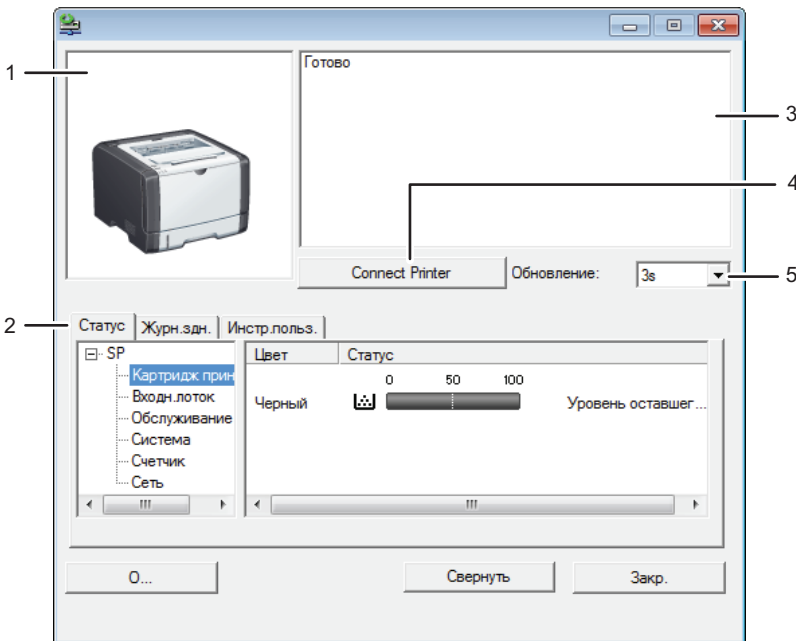 1
Готово
3
4
Connect Printer
Обновление:
3s
5
2
Статус
Журн.здн.
Инстр.польз.
SP
Картридж прин
Входн.лоток
Обслуживание
Система
Счетчик
Сеть
Цвет
Статус
0 50 100
Черный
Уровень оставшег...
О...
Свернуть
Закр.